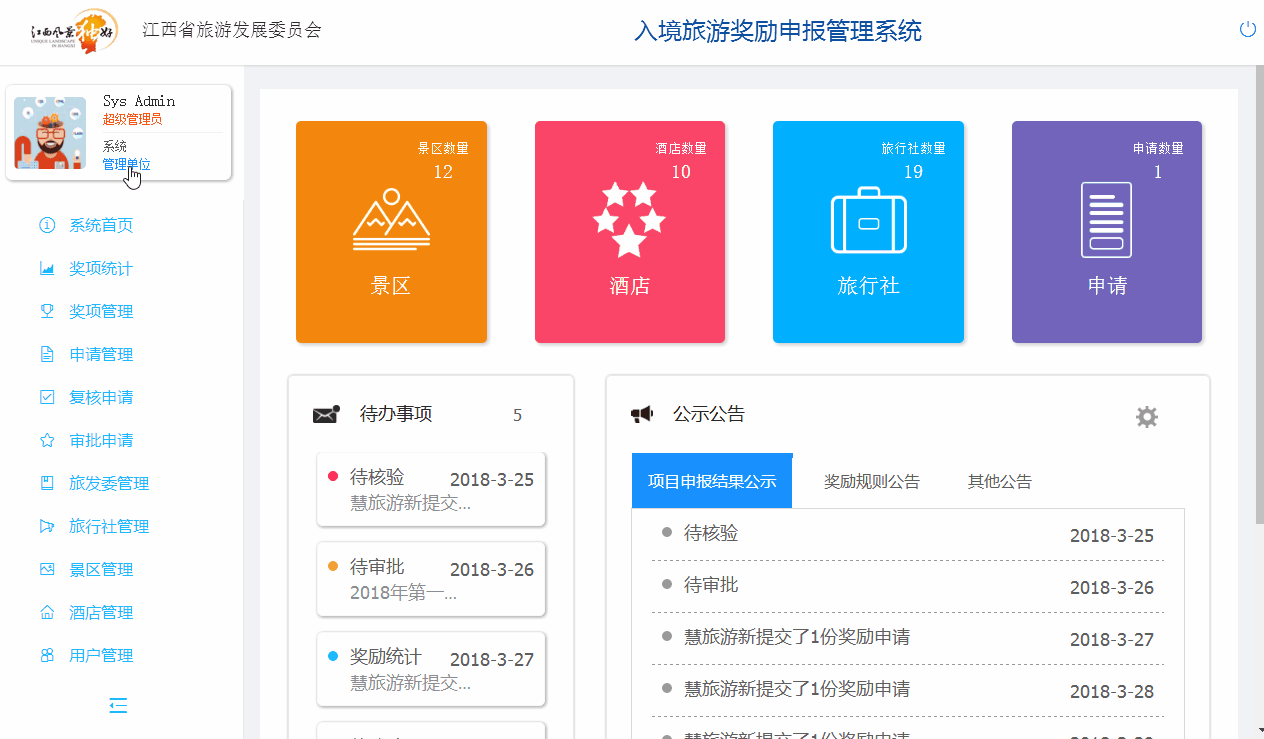 江西风景独好
UNIQUE LANDSCAPE
IN JIANGXI
江西省旅游发展委员会
入境旅游奖励申报管理系统
Sys Admin
超级管理员
系统
管理单位
系统首页
奖项统计
奖项管理
申请管理
复核申请
审批申请
旅发委管理
旅行社管理
景区管理
酒店管理
用户管理
景区数量
12
景区
酒店数量
10
酒店
旅行社数量
19
旅行社
申请数量
1
申请
待办事项 5
待核验 2018-3-25
慧旅游新提交...
待审批 2018-3-26
2018年第一...
奖励统计 2018-3-27
慧旅游新提交...
公示公告
项目申报结果公示 奖励规则公告 其他公告
待核验 2018-3-25
待审批 2018-3-26
慧旅游新提交了1份奖励申请 2018-3-27
慧旅游新提交了1份奖励申请 2018-3-28